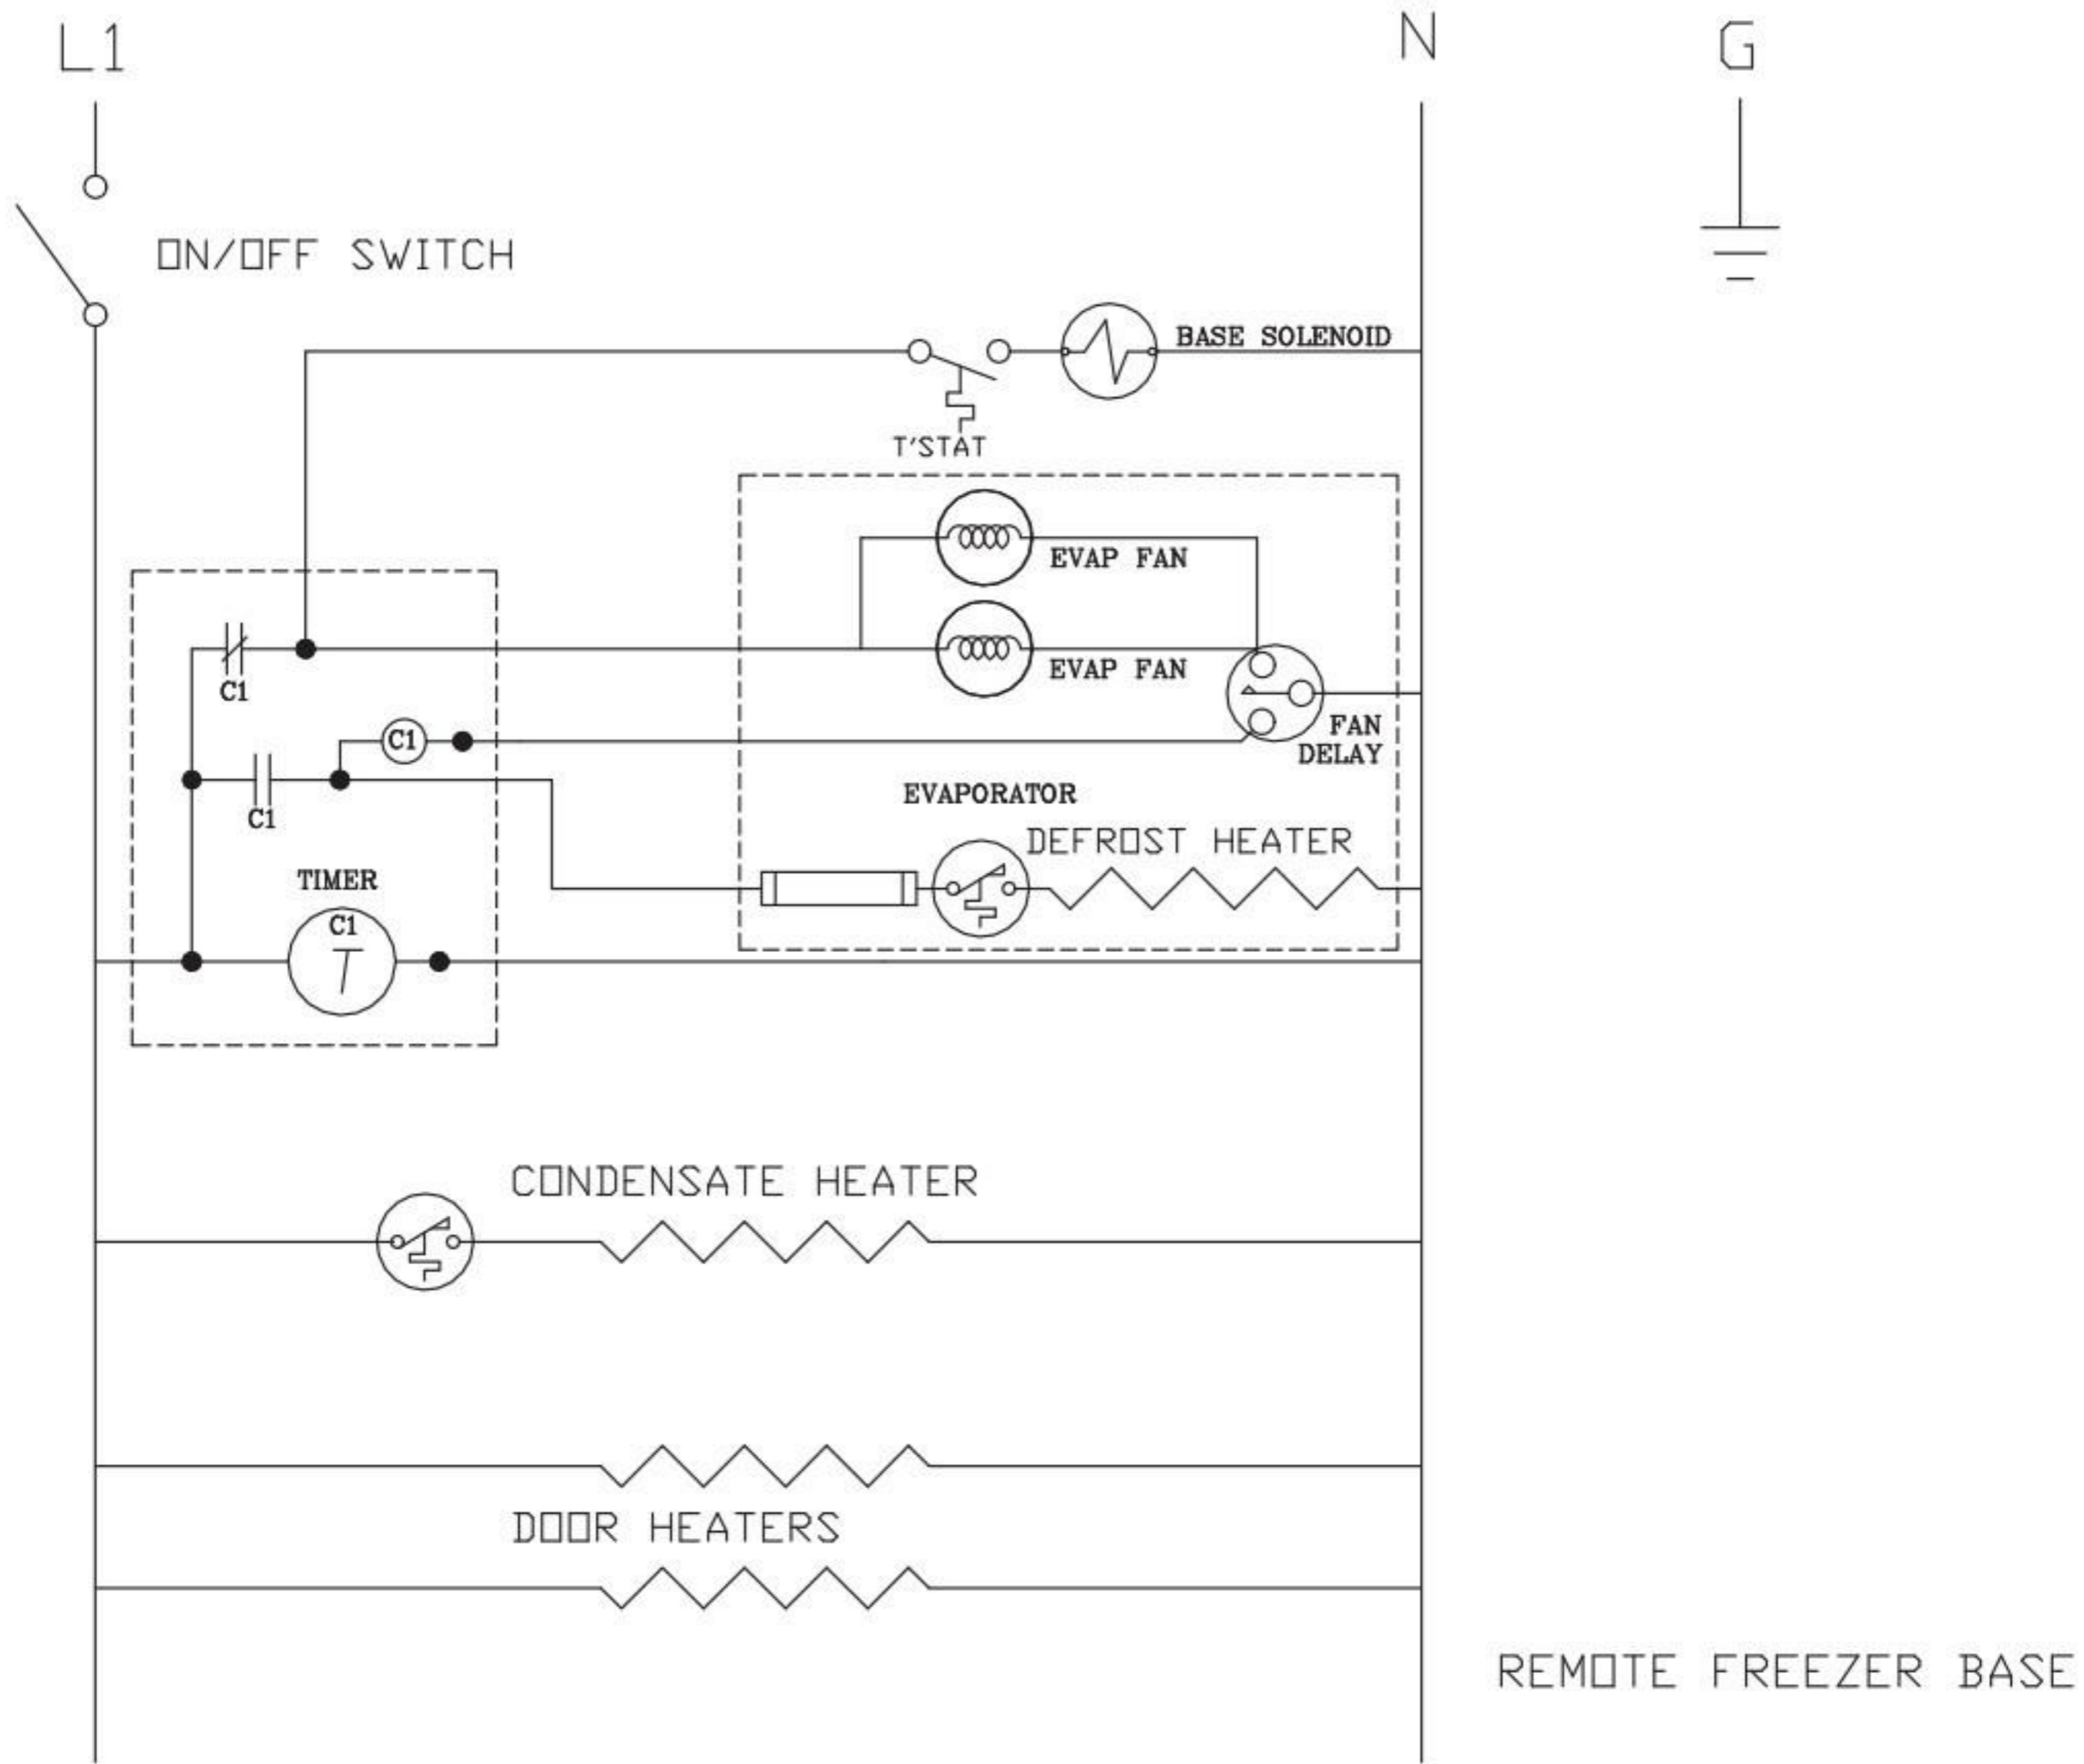 L1
N
G
ON/OFF SWITCH
BASE SOLENOID
T'STAT
EVAP FAN
EVAP FAN
C1
FAN
DELAY
C1
C1
EVAPORATOR
DEFROST HEATER
TIMER
C1
T
CONDENSATE HEATER
DOOR HEATERS
REMOTE FREEZER BASE